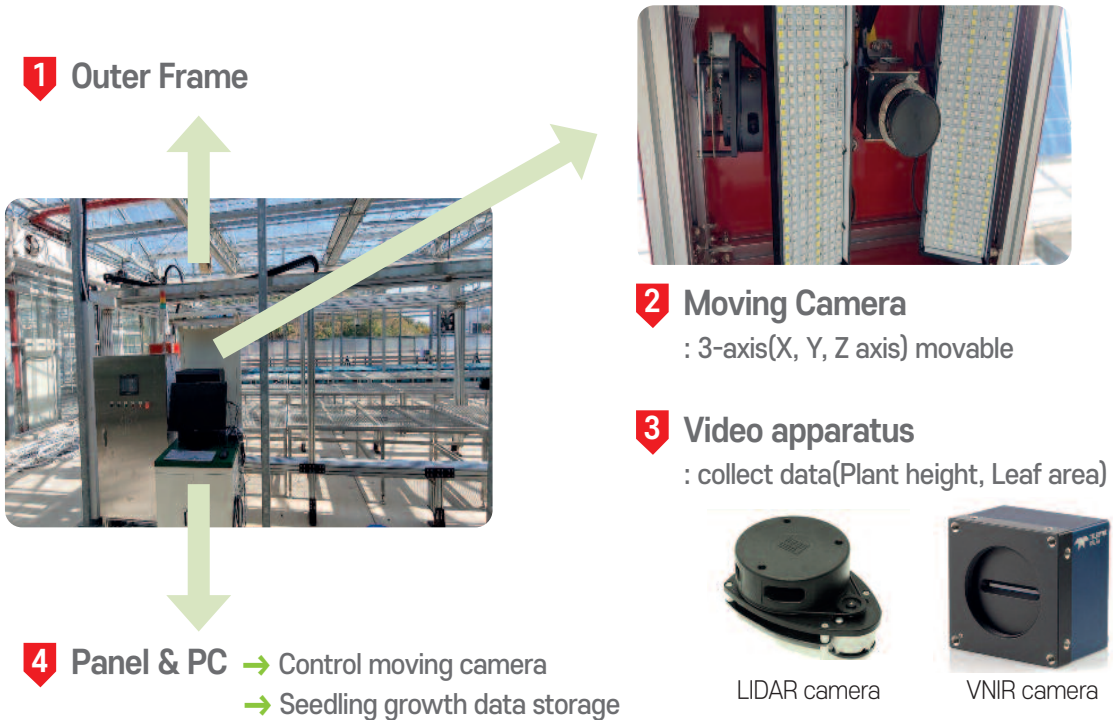 1 Outer Frame
2 Moving Camera
: 3-axis(X, Y, Z axis) movable
3 Video apparatus
: collect data(Plant height, Leaf area)
LIDAR camera
VNIR camera
4 Panel & PC → Control moving camera
→ Seedling growth data storage